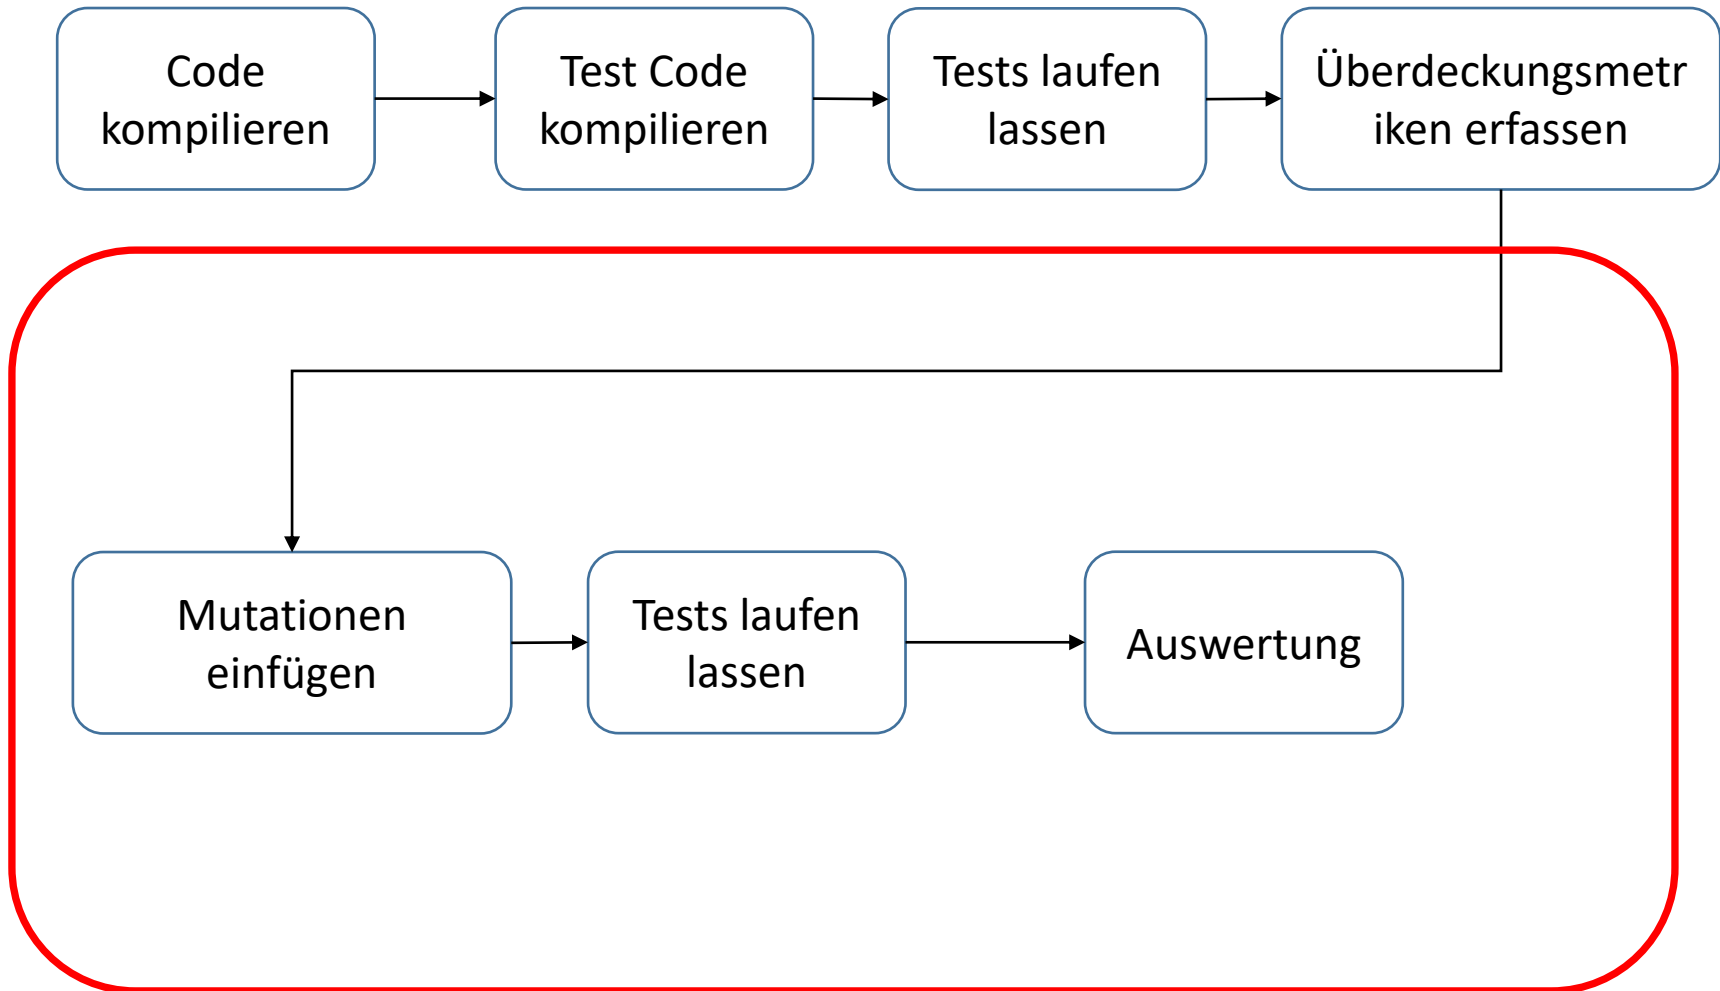 Code
kompilieren
Test Code
kompilieren
Tests laufen
lassen
Überdeckungsmetr
iken erfassen
Mutationen
einfügen
Tests laufen
lassen
Auswertung